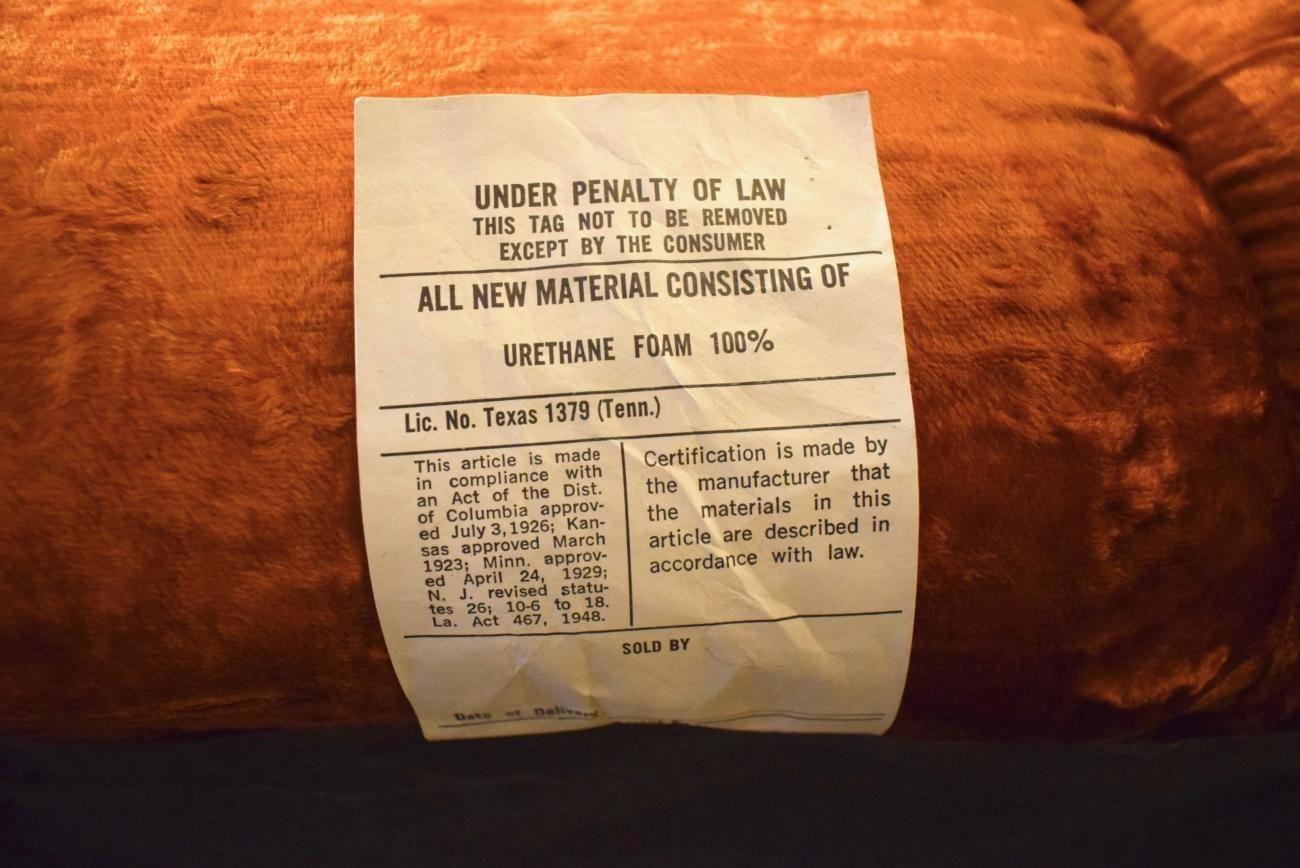 UNDER PENALTY OF LAW
THIS TAG NOT TO BE REMOVED
EXCEPT BY THE CONSUMER
ALL NEW MATERIAL CONSISTING OF
URETHANE FOAM 100%
Lic. No. Texas 1379 (Tenn.)
This article is made
in compliance with
an Act of the Dist.
of Columbia approv-
ed July 3, 1926; Kan-
sas approved March
1923; Minn. approv-
ed April 24, 1929;
N. J. revised statu-
tes 26; 10-6 to 18.
La. Act 467, 1948.
Certification is made by
the manufacturer that
the materials in this
article are described in
accordance with law.
SOLD BY
Date of Delivery